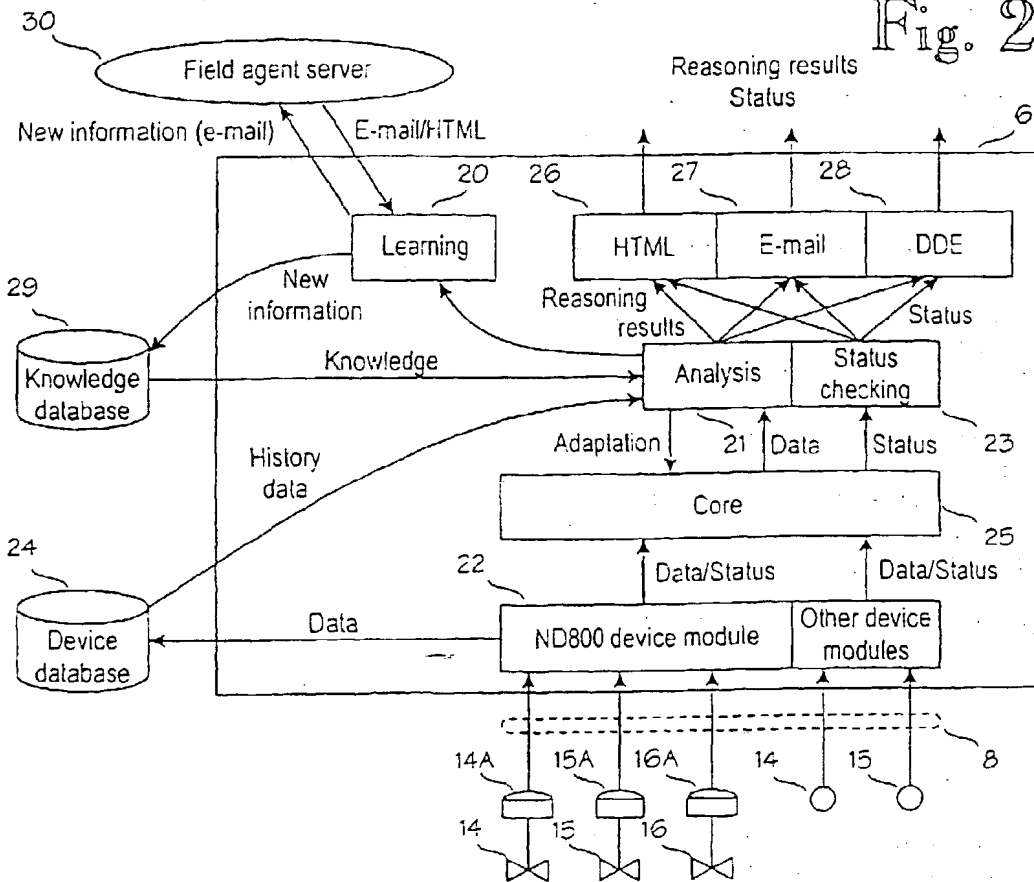 Fig. 2
30
Field agent server
Reasoning results
Status
New information (e-mail)
E-mail/HTML
6
20
26
27
28
Learning
HTML
E-mail
DDE
29
New
information
Reasoning
results
Status
Knowledge
database
Knowledge
Analysis
Status
checking
Adaptation
21
Data
Status
23
History
data
Core
25
24
22
Data/Status
Data/Status
Device
database
Data
ND800 device module
Other device
modules
8
14A
15A
16A
14
15
14
15
16